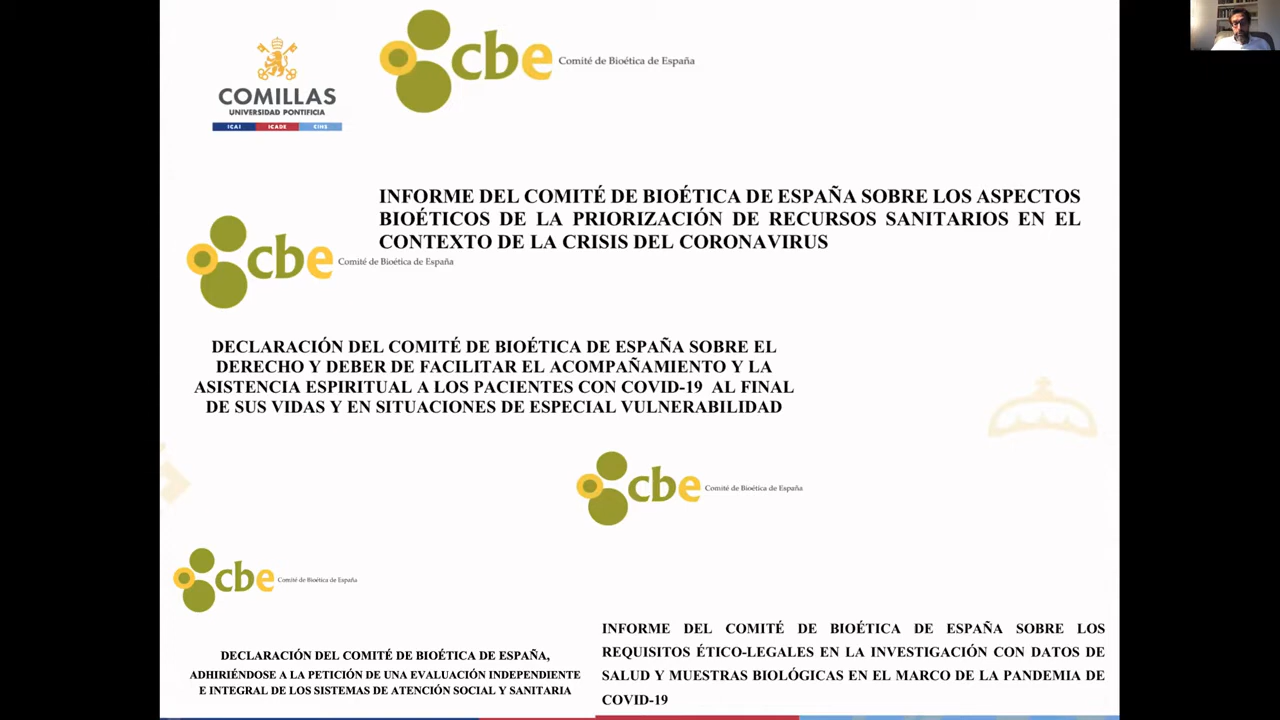 COMILLAS
UNIVERSIDAD PONTIFICIA
ICAI ICADE CIHS
cbe Comité de Bioética de España
INFORME DEL COMITÉ DE BIOÉTICA DE ESPAÑA SOBRE LOS ASPECTOS
BIOÉTICOS DE LA PRIORIZACIÓN DE RECURSOS SANITARIOS EN EL
CONTEXTO DE LA CRISIS DEL CORONAVIRUS
cbe Comité de Bioética de España
DECLARACIÓN DEL COMITÉ DE BIOÉTICA DE ESPAÑA SOBRE EL
DERECHO Y DEBER DE FACILITAR EL ACOMPAÑAMIENTO Y LA
ASISTENCIA ESPIRITUAL A LOS PACIENTES CON COVID-19 AL FINAL
DE SUS VIDAS Y EN SITUACIONES DE ESPECIAL VULNERABILIDAD
cbe Comité de Bioética de España
cbe Comité de Bioética de España
DECLARACIÓN DEL COMITÉ DE BIOÉTICA DE ESPAÑA,
ADHIRIÉNDOSE A LA PETICIÓN DE UNA EVALUACIÓN INDEPENDIENTE
E INTEGRAL DE LOS SISTEMAS DE ATENCIÓN SOCIAL Y SANITARIA
INFORME DEL COMITÉ DE BIOÉTICA DE ESPAÑA SOBRE LOS
REQUISITOS ÉTICO-LEGALES EN LA INVESTIGACIÓN CON DATOS DE
SALUD Y MUESTRAS BIOLÓGICAS EN EL MARCO DE LA PANDEMIA DE
COVID-19